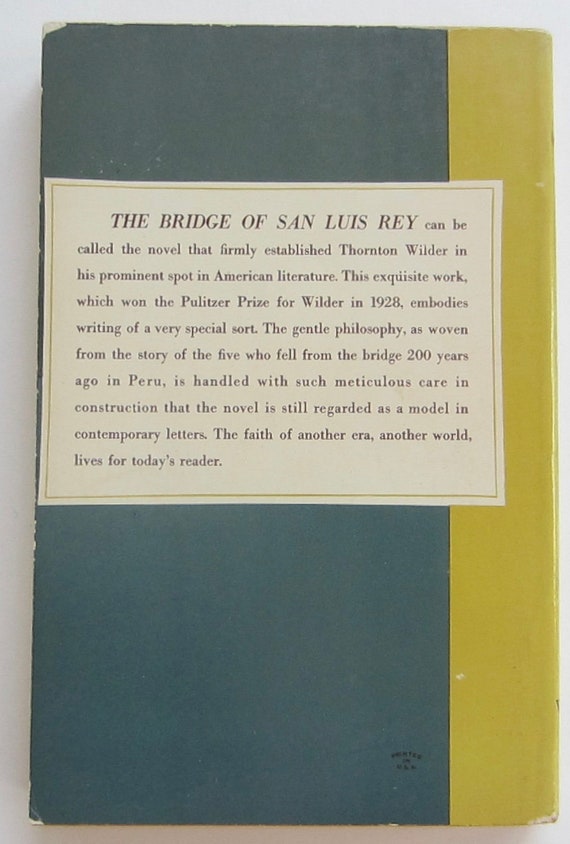 THE BRIDGE OF SAN LUIS REY can be
called the novel that firmly established Thornton Wilder in
his prominent spot in American literature. This exquisite work,
which won the Pulitzer Prize for Wilder in 1928, embodies
writing of a very special sort. The gentle philosophy, as woven
from the story of the five who fell from the bridge 200 years
ago in Peru, is handled with such meticulous care in
construction that the novel is still regarded as a model in
contemporary letters. The faith of another era, another world,
lives for today's reader.
PRINTED
IN
U.S.A.